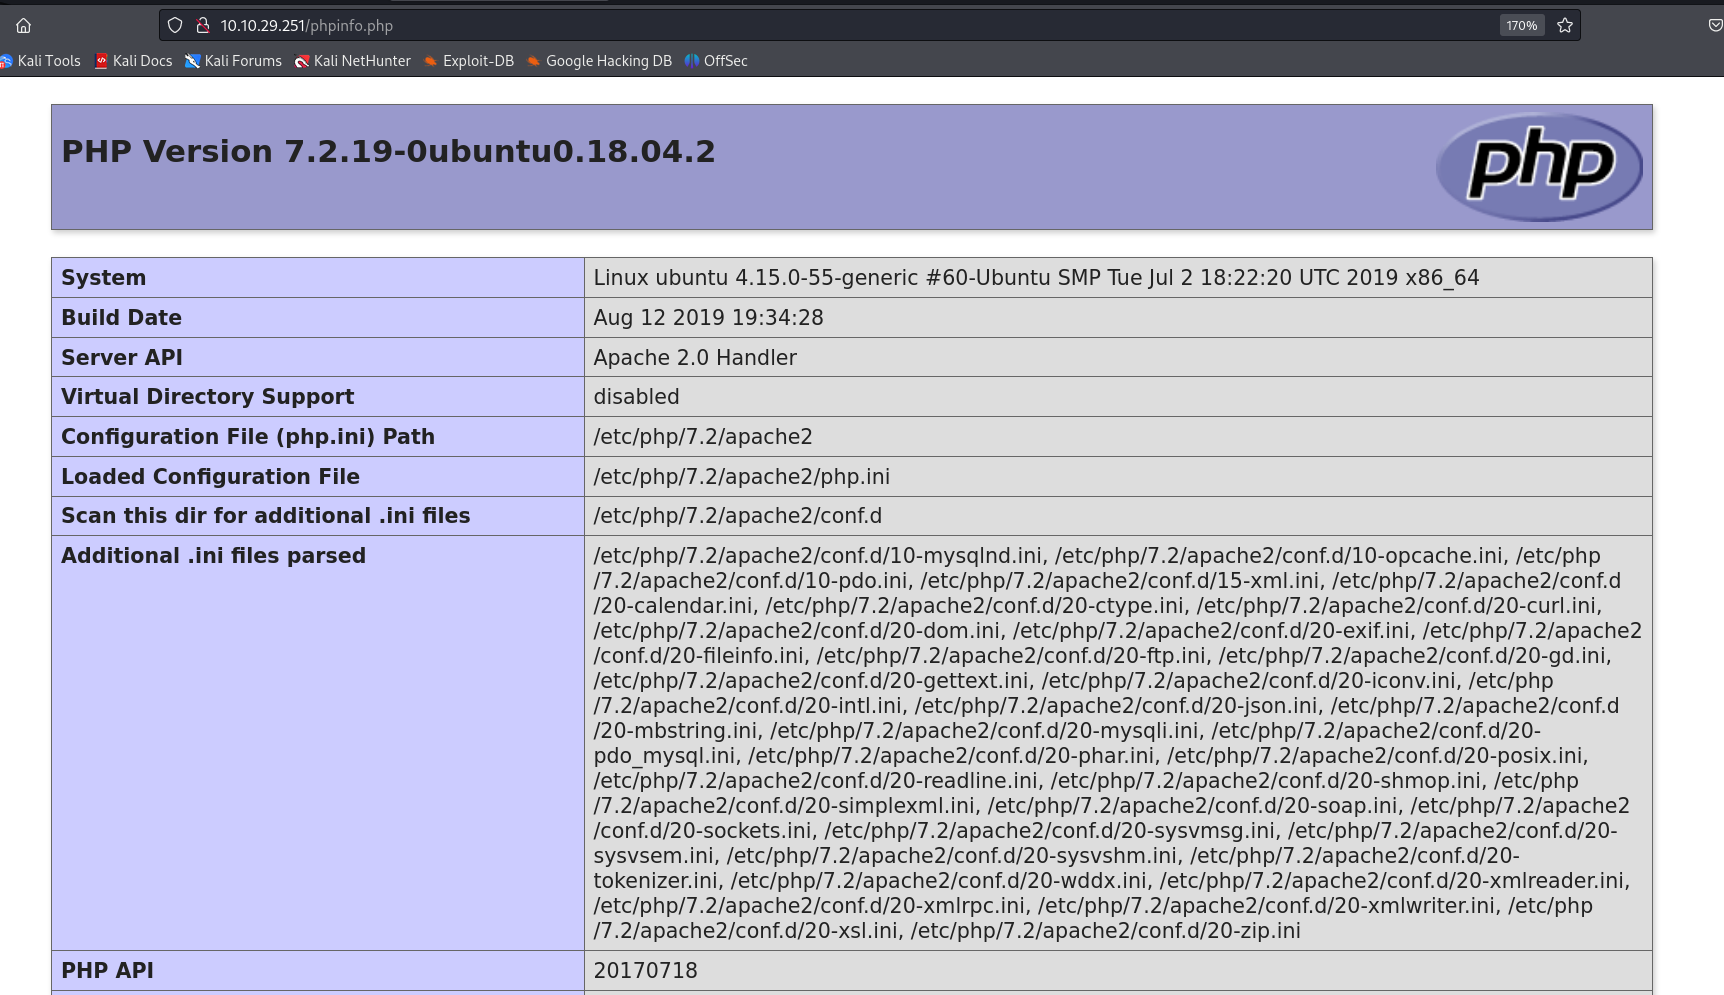 10.10.29.251/phpinfo.php 170%
Kali Tools Kali Docs Kali Forums Kali NetHunter Exploit-DB Google Hacking DB OffSec
PHP Version 7.2.19-0ubuntu0.18.04.2
php
System Linux ubuntu 4.15.0-55-generic #60-Ubuntu SMP Tue Jul 2 18:22:20 UTC 2019 x86_64
Build Date Aug 12 2019 19:34:28
Server API Apache 2.0 Handler
Virtual Directory Support disabled
Configuration File (php.ini) Path /etc/php/7.2/apache2
Loaded Configuration File /etc/php/7.2/apache2/php.ini
Scan this dir for additional .ini files /etc/php/7.2/apache2/conf.d
Additional .ini files parsed /etc/php/7.2/apache2/conf.d/10-mysqlnd.ini, /etc/php/7.2/apache2/conf.d/10-opcache.ini, /etc/php
/7.2/apache2/conf.d/10-pdo.ini, /etc/php/7.2/apache2/conf.d/15-xml.ini, /etc/php/7.2/apache2/conf.d
/20-calendar.ini, /etc/php/7.2/apache2/conf.d/20-ctype.ini, /etc/php/7.2/apache2/conf.d/20-curl.ini,
/etc/php/7.2/apache2/conf.d/20-dom.ini, /etc/php/7.2/apache2/conf.d/20-exif.ini, /etc/php/7.2/apache2
/conf.d/20-fileinfo.ini, /etc/php/7.2/apache2/conf.d/20-ftp.ini, /etc/php/7.2/apache2/conf.d/20-gd.ini,
/etc/php/7.2/apache2/conf.d/20-gettext.ini, /etc/php/7.2/apache2/conf.d/20-iconv.ini, /etc/php
/7.2/apache2/conf.d/20-intl.ini, /etc/php/7.2/apache2/conf.d/20-json.ini, /etc/php/7.2/apache2/conf.d
/20-mbstring.ini, /etc/php/7.2/apache2/conf.d/20-mysqli.ini, /etc/php/7.2/apache2/conf.d/20-
pdo_mysql.ini, /etc/php/7.2/apache2/conf.d/20-phar.ini, /etc/php/7.2/apache2/conf.d/20-posix.ini,
/etc/php/7.2/apache2/conf.d/20-readline.ini, /etc/php/7.2/apache2/conf.d/20-shmop.ini, /etc/php
/7.2/apache2/conf.d/20-simplexml.ini, /etc/php/7.2/apache2/conf.d/20-soap.ini, /etc/php/7.2/apache2
/conf.d/20-sockets.ini, /etc/php/7.2/apache2/conf.d/20-sysvmsg.ini, /etc/php/7.2/apache2/conf.d/20-
sysvsem.ini, /etc/php/7.2/apache2/conf.d/20-sysvshm.ini, /etc/php/7.2/apache2/conf.d/20-
tokenizer.ini, /etc/php/7.2/apache2/conf.d/20-wddx.ini, /etc/php/7.2/apache2/conf.d/20-xmlreader.ini,
/etc/php/7.2/apache2/conf.d/20-xmlrpc.ini, /etc/php/7.2/apache2/conf.d/20-xmlwriter.ini, /etc/php
/7.2/apache2/conf.d/20-xsl.ini, /etc/php/7.2/apache2/conf.d/20-zip.ini
PHP API 20170718